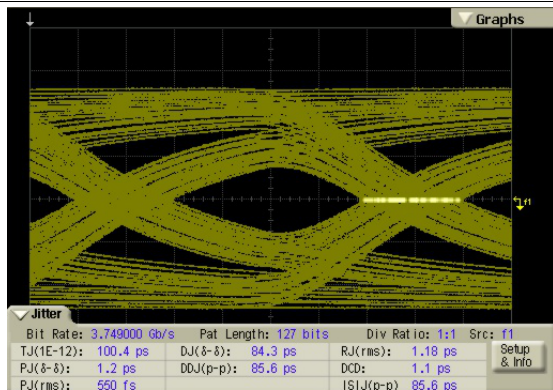 Graphs
f1
Jitter
Bit Rate: 3.749000 Gb/s Pat Length: 127 bits Div Ratio: 1:1 Src: f1
TJ(1E-12): 100.4 ps DJ(δ-δ): 84.3 ps RJ(rms): 1.18 ps
PJ(δ-δ): 1.2 ps DDJ(p-p): 85.6 ps DCD: 1.1 ps
PJ(rms): 550 fs ISIJ(p-p) 85.6 ps
Setup
& Info